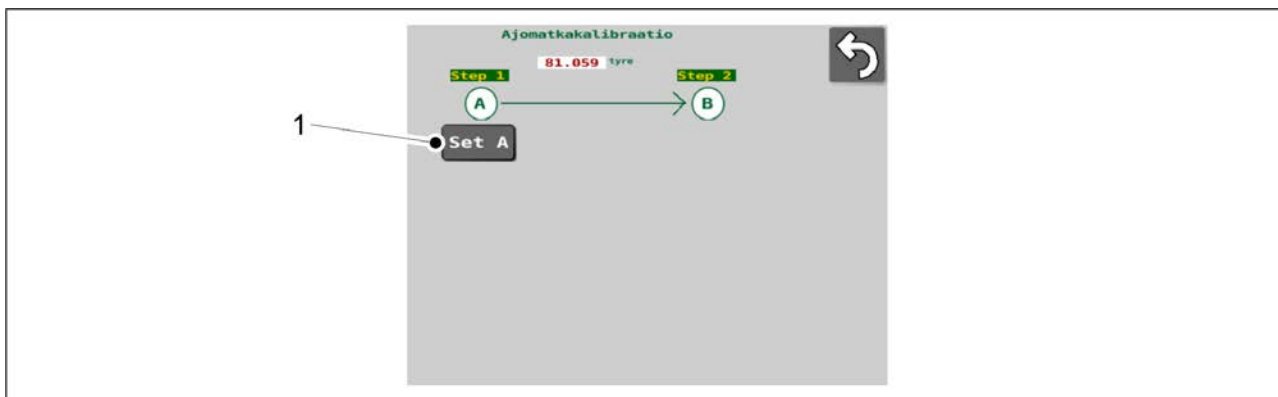 Ajomatkakalibraatio
81.059 tyre
Step 1 Step 2
A B
1
Set A